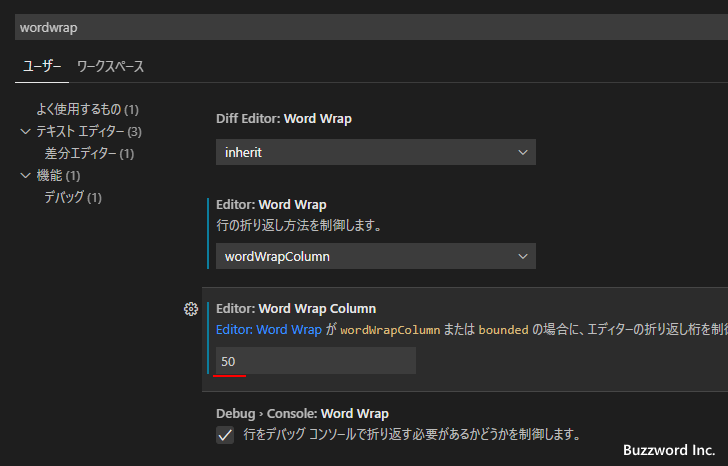 wordwrap
ユーザー ワークスペース
よく使用するもの (1)
テキスト エディター (3)
差分エディター (1)
機能 (1)
デバッグ (1)
Diff Editor: Word Wrap
inherit
Editor: Word Wrap
行の折り返し方法を制御します。
wordWrapColumn
Editor: Word Wrap Column
Editor: Word Wrap が wordWrapColumn または bounded の場合に、エディターの折り返し桁を制御
50
Debug › Console: Word Wrap
行をデバッグ コンソールで折り返す必要があるかどうかを制御します。
Buzzword Inc.